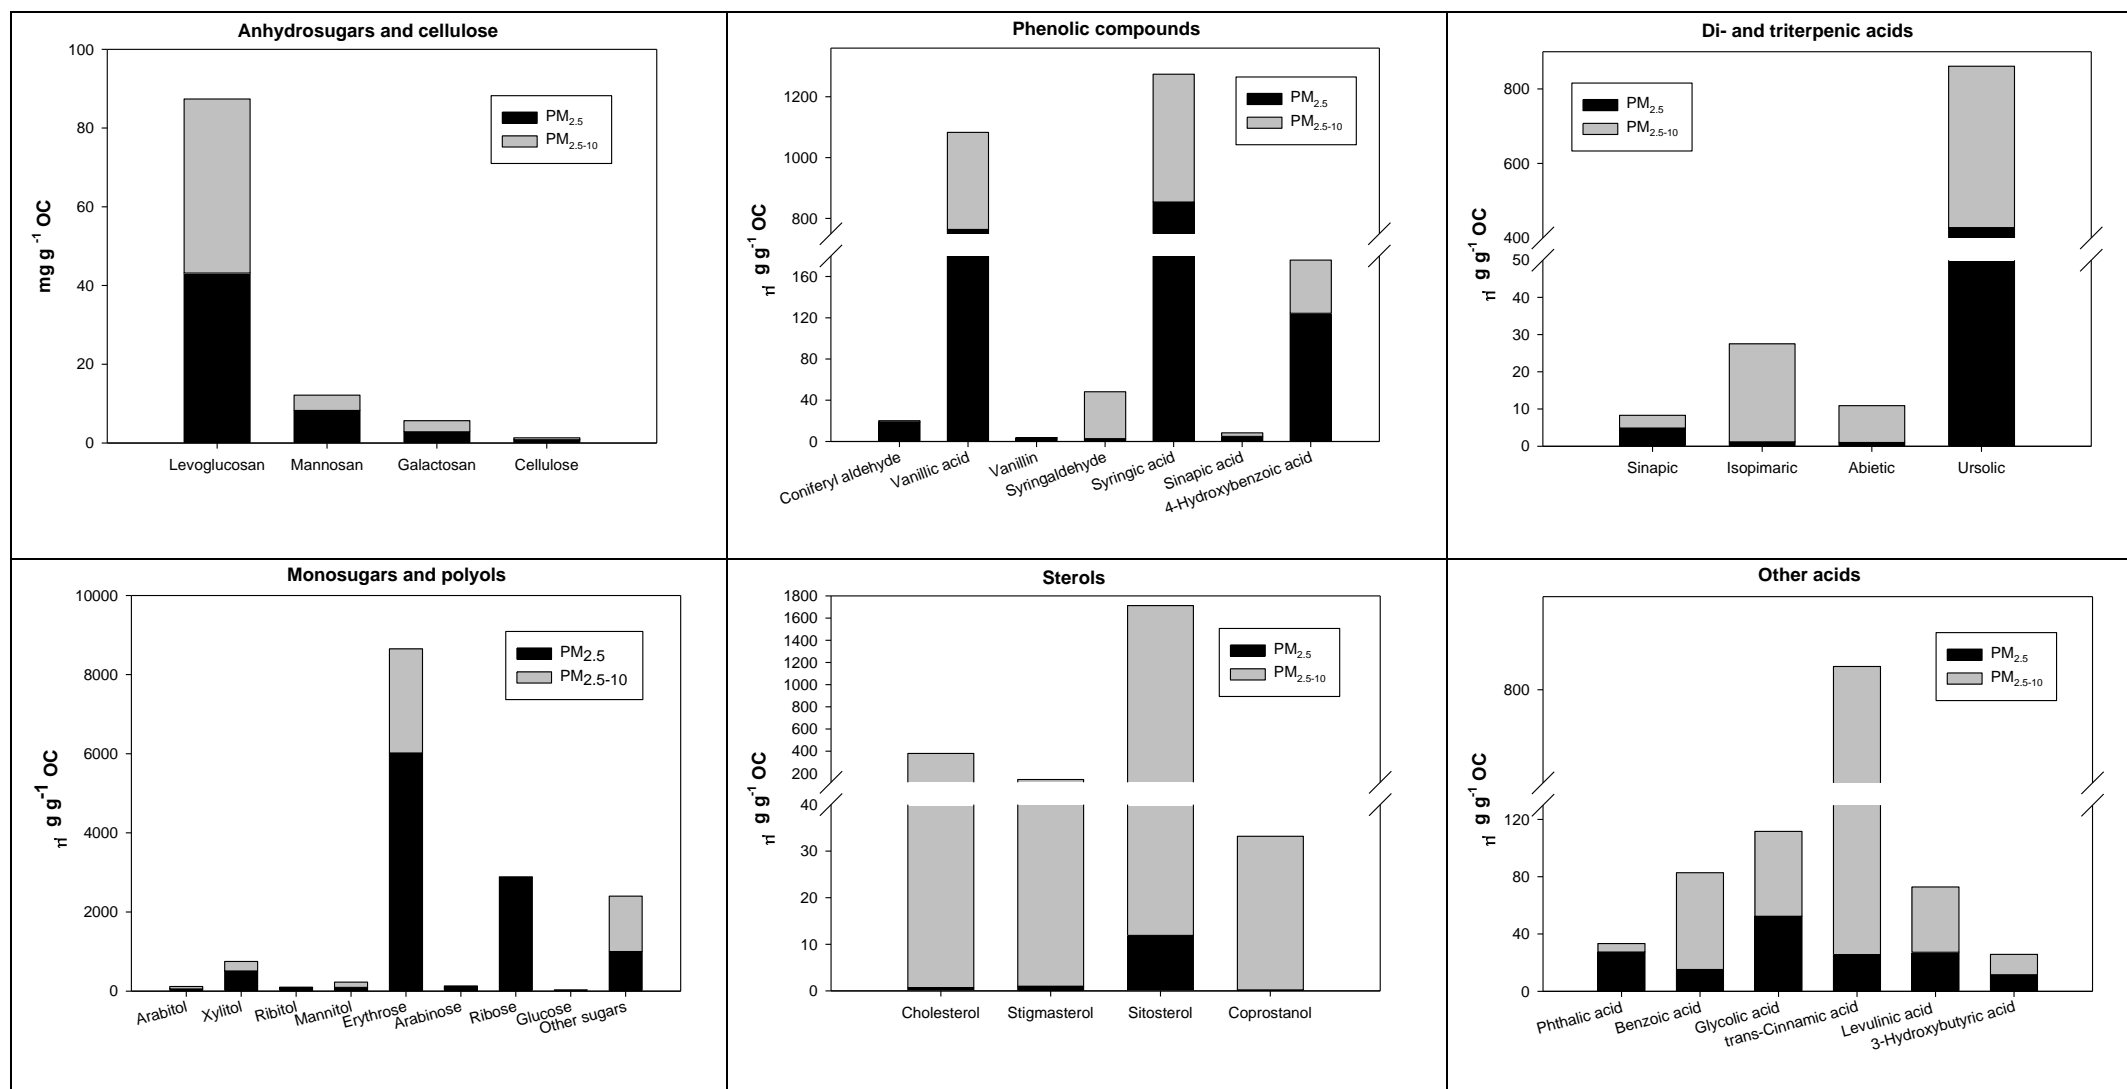 Anhydrosugars and cellulose
100
80
60
40
20
0
mg g -1 OC
PM2.5
PM2.5-10
Levoglucosan Mannosan Galactosan Cellulose
Phenolic compounds
1200
1000
800
160
120
80
40
0
g g-1 OC
PM2.5
PM2.5-10
Coniferyl aldehyde Vanillic acid Vanillin Syringaldehyde Syringic acid Sinapic acid 4-Hydroxybenzoic acid
Di- and triterpenic acids
800
600
400
50
40
30
20
10
0
g g-1 OC
PM2.5
PM2.5-10
Sinapic Isopimaric Abietic Ursolic
Monosugars and polyols
10000
8000
6000
4000
2000
0
g g-1 OC
PM2.5
PM2.5-10
Arabitol Xylitol Ribitol Mannitol Erythrose Arabinose Ribose Glucose Other sugars
Sterols
1800
1600
1400
1200
1000
800
600
400
200
40
30
20
10
0
g g-1 OC
PM2.5
PM2.5-10
Cholesterol Stigmasterol Sitosterol Coprostanol
Other acids
800
120
80
40
0
g g-1 OC
PM2.5
PM2.5-10
Phthalic acid Benzoic acid Glycolic acid trans-Cinnamic acid Levulinic acid 3-Hydroxybutyric acid